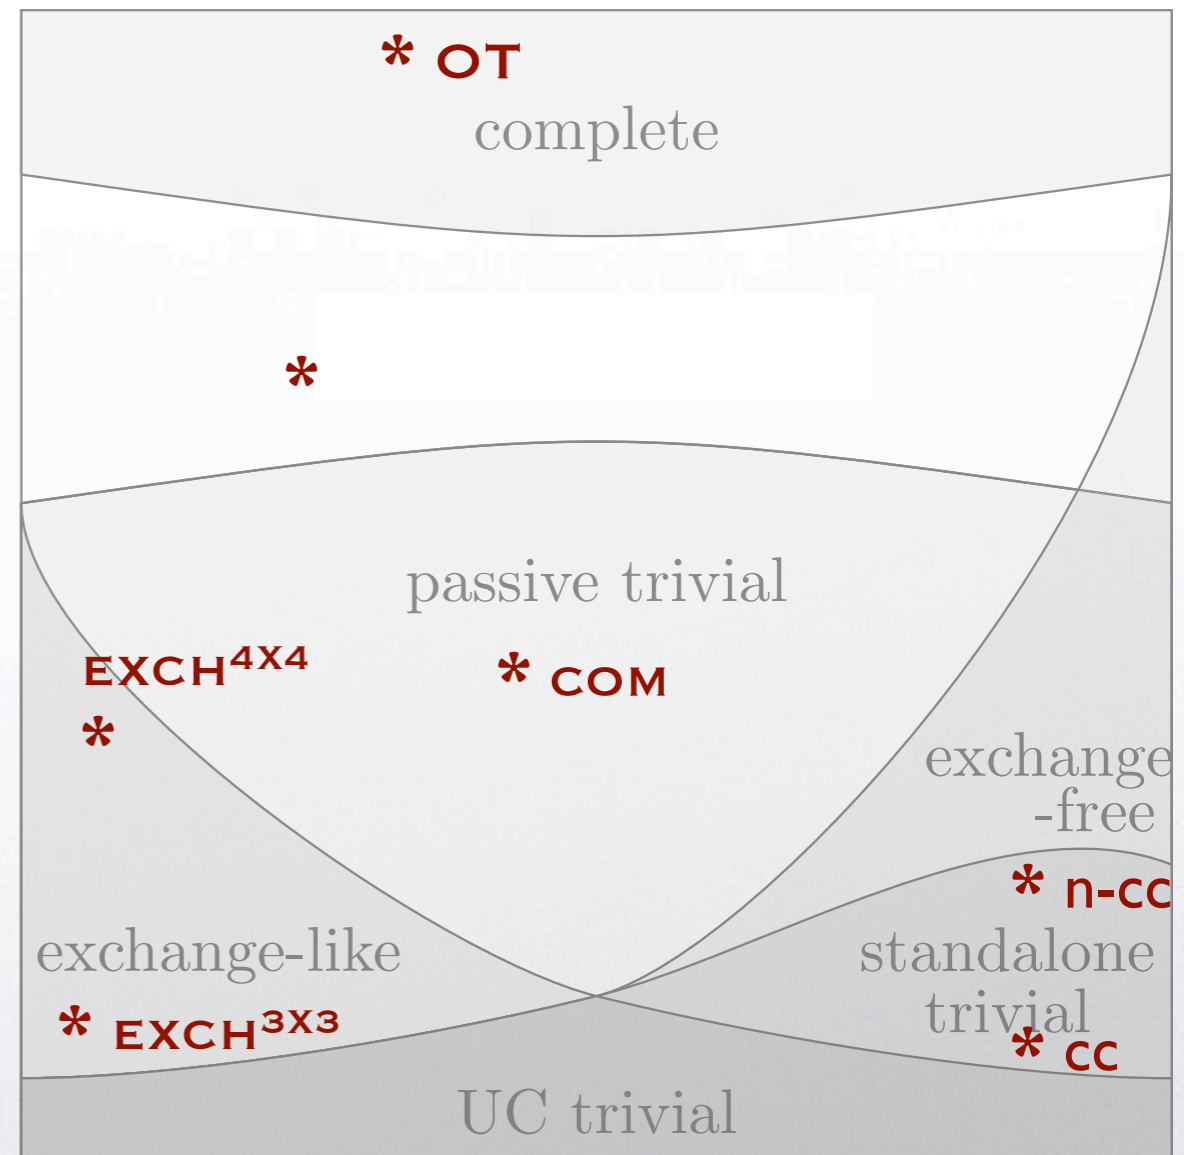 * OT
complete
*
passive trivial
EXCH⁴ˣ⁴
*
* COM
exchange
-free
* n-cc
exchange-like
standalone
trivial
* EXCH³ˣ³
* cc
UC trivial